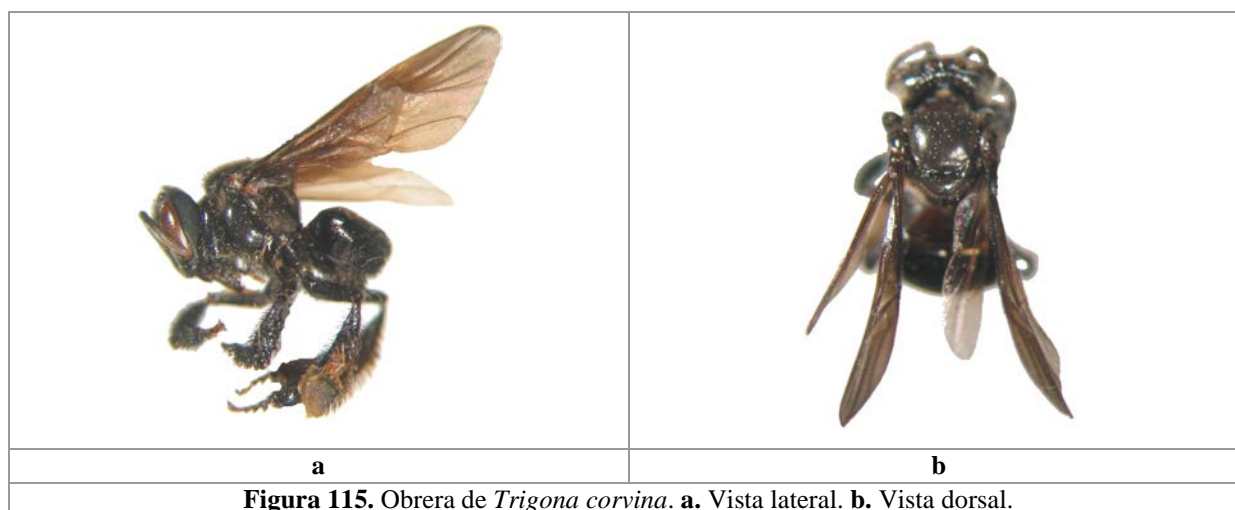 a
b
Figura 115. Obrera de Trigona corvina. a. Vista lateral. b. Vista dorsal.